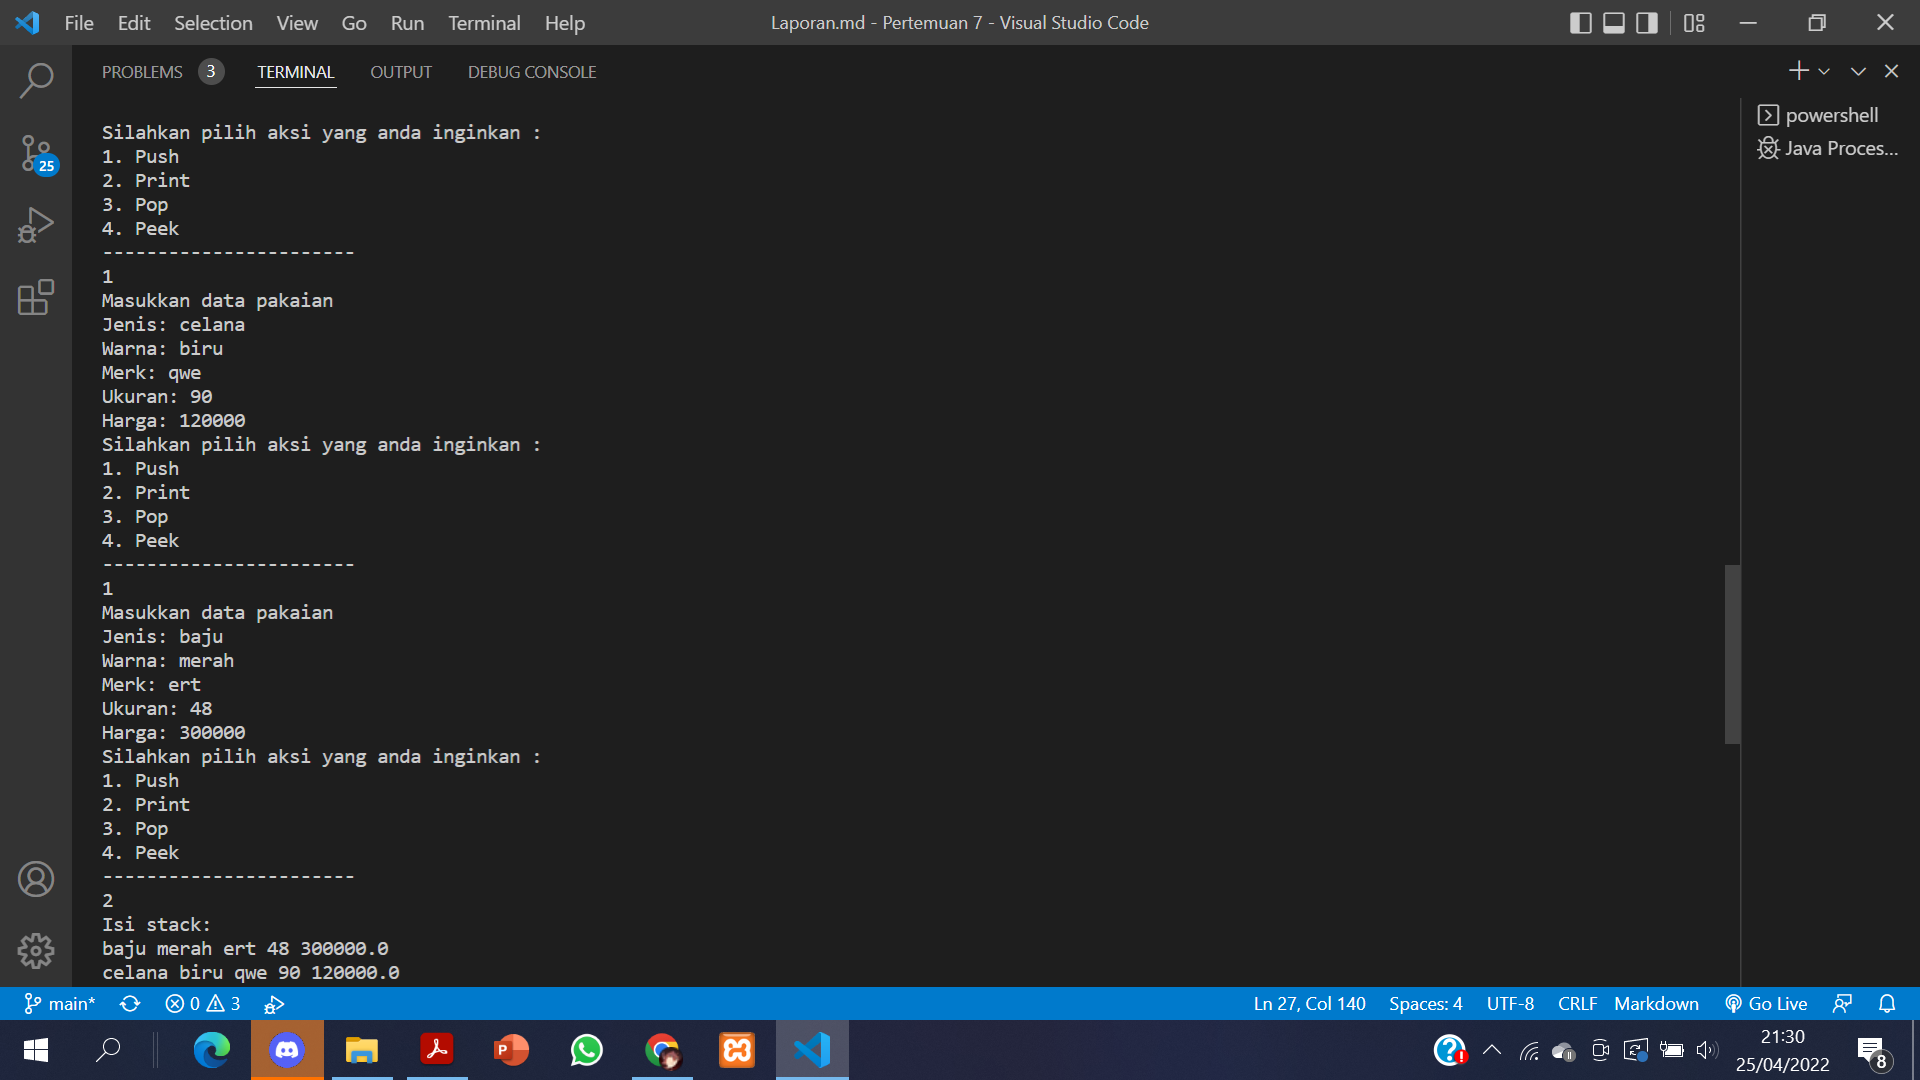 File Edit Selection View Go Run Terminal Help
Laporan.md - Pertemuan 7 - Visual Studio Code
PROBLEMS 3 TERMINAL OUTPUT DEBUG CONSOLE
powershell
Java Proces...
25
Silahkan pilih aksi yang anda inginkan :
1. Push
2. Print
3. Pop
4. Peek
-----------------------
1
Masukkan data pakaian
Jenis: celana
Warna: biru
Merk: qwe
Ukuran: 90
Harga: 120000
Silahkan pilih aksi yang anda inginkan :
1. Push
2. Print
3. Pop
4. Peek
-----------------------
1
Masukkan data pakaian
Jenis: baju
Warna: merah
Merk: ert
Ukuran: 48
Harga: 300000
Silahkan pilih aksi yang anda inginkan :
1. Push
2. Print
3. Pop
4. Peek
-----------------------
2
Isi stack:
baju merah ert 48 300000.0
celana biru qwe 90 120000.0
main* 0 3 Ln 27, Col 140 Spaces: 4 UTF-8 CRLF Markdown Go Live
21:30
25/04/2022
8